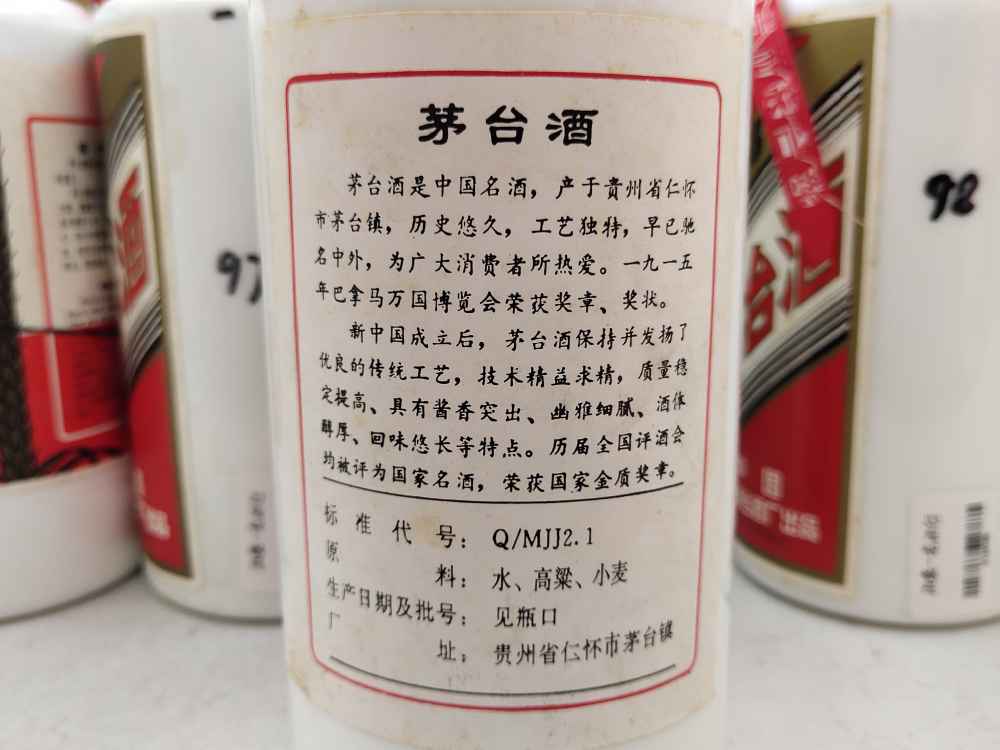 茅台酒
茅台酒是中国名酒，产于贵州省仁怀
市茅台镇，历史悠久，工艺独特，早已驰
名中外，为广大消费者所热爱。一九一五
年巴拿马万国博览会荣获奖章、奖状。
新中国成立后，茅台酒保持并发扬了
优良的传统工艺，技术精益求精，质量稳
定提高、具有酱香突出、幽雅细腻、酒体
醇厚、回味悠长等特点。历届全国评酒会
均被评为国家名酒，荣获国家金质奖章。
标准代号：Q/MJJ2.1
原料：水、高粱、小麦
生产日期及批号：见瓶口
厂址：贵州省仁怀市茅台镇
酒
97
台酒
98